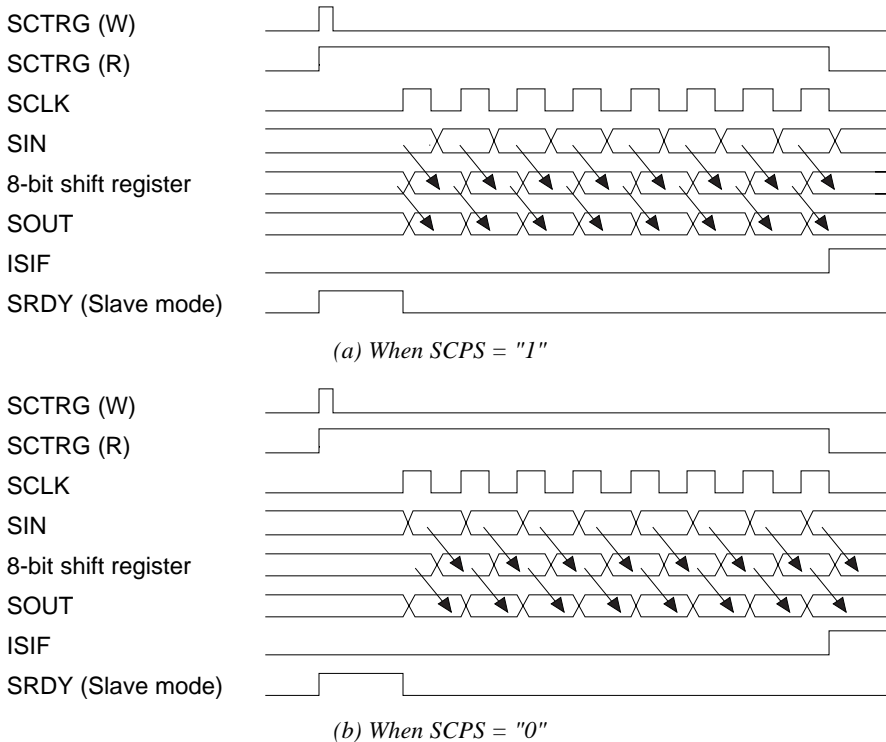 SCTRG (W)
SCTRG (R)
SCLK
SIN
8-bit shift register
SOUT
ISIF
SRDY (Slave mode)
(a) When SCPS = "1"
SCTRG (W)
SCTRG (R)
SCLK
SIN
8-bit shift register
SOUT
ISIF
SRDY (Slave mode)
(b) When SCPS = "0"